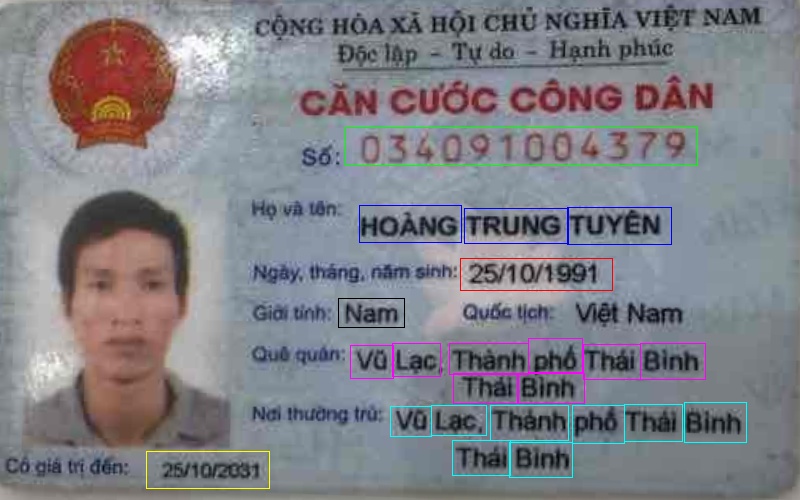 CỘNG HÒA XÃ HỘI CHỦ NGHĨA VIỆT NAM
Độc lập - Tự do - Hạnh phúc
CĂN CƯỚC CÔNG DÂN
Số: 034091004379
Họ và tên: HOÀNG TRUNG TUYÊN
Ngày, tháng, năm sinh: 25/10/1991
Giới tính: Nam Quốc tịch: Việt Nam
Quê quán: Vũ Lạc, Thành phố Thái Bình
Thái Bình
Nơi thường trú: Vũ Lạc, Thành phố Thái Bình
Thái Bình
Có giá trị đến: 25/10/2031